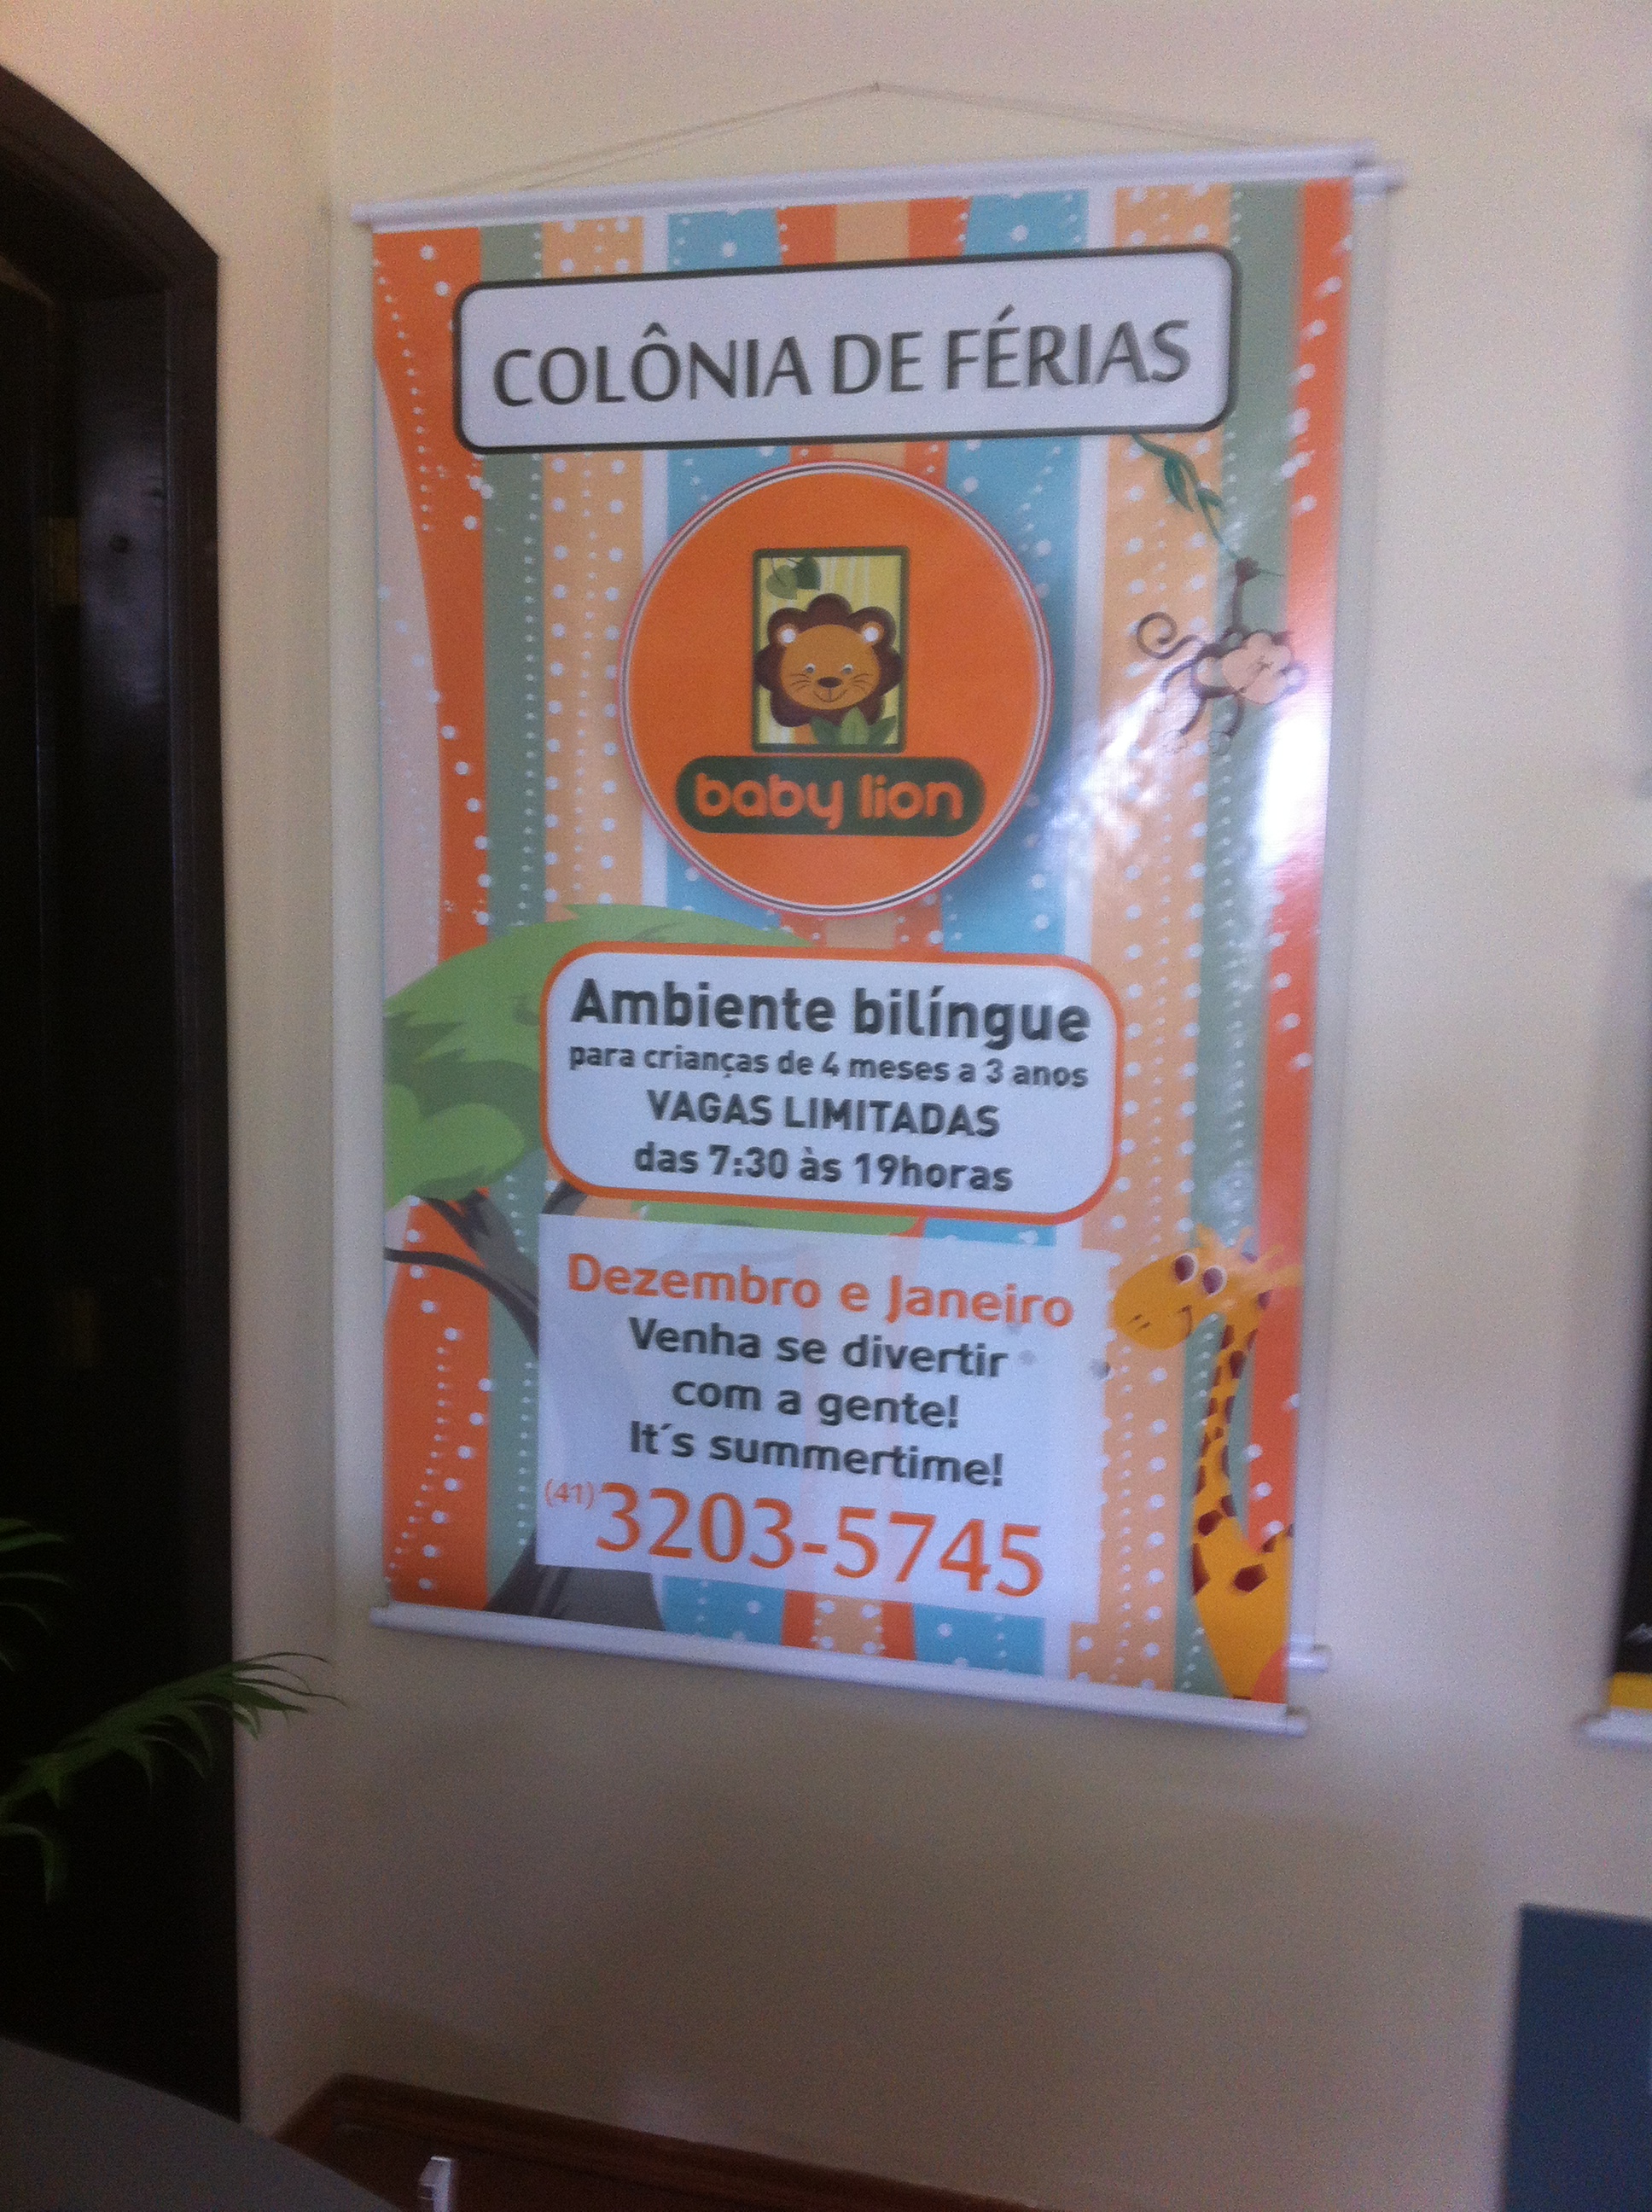 COLÔNIA DE FÉRIAS
baby lion
Ambiente bilíngue
para crianças de 4 meses a 3 anos
VAGAS LIMITADAS
das 7:30 às 19horas
Dezembro e Janeiro
Venha se divertir
com a gente!
It´s summertime!
(41) 3203-5745